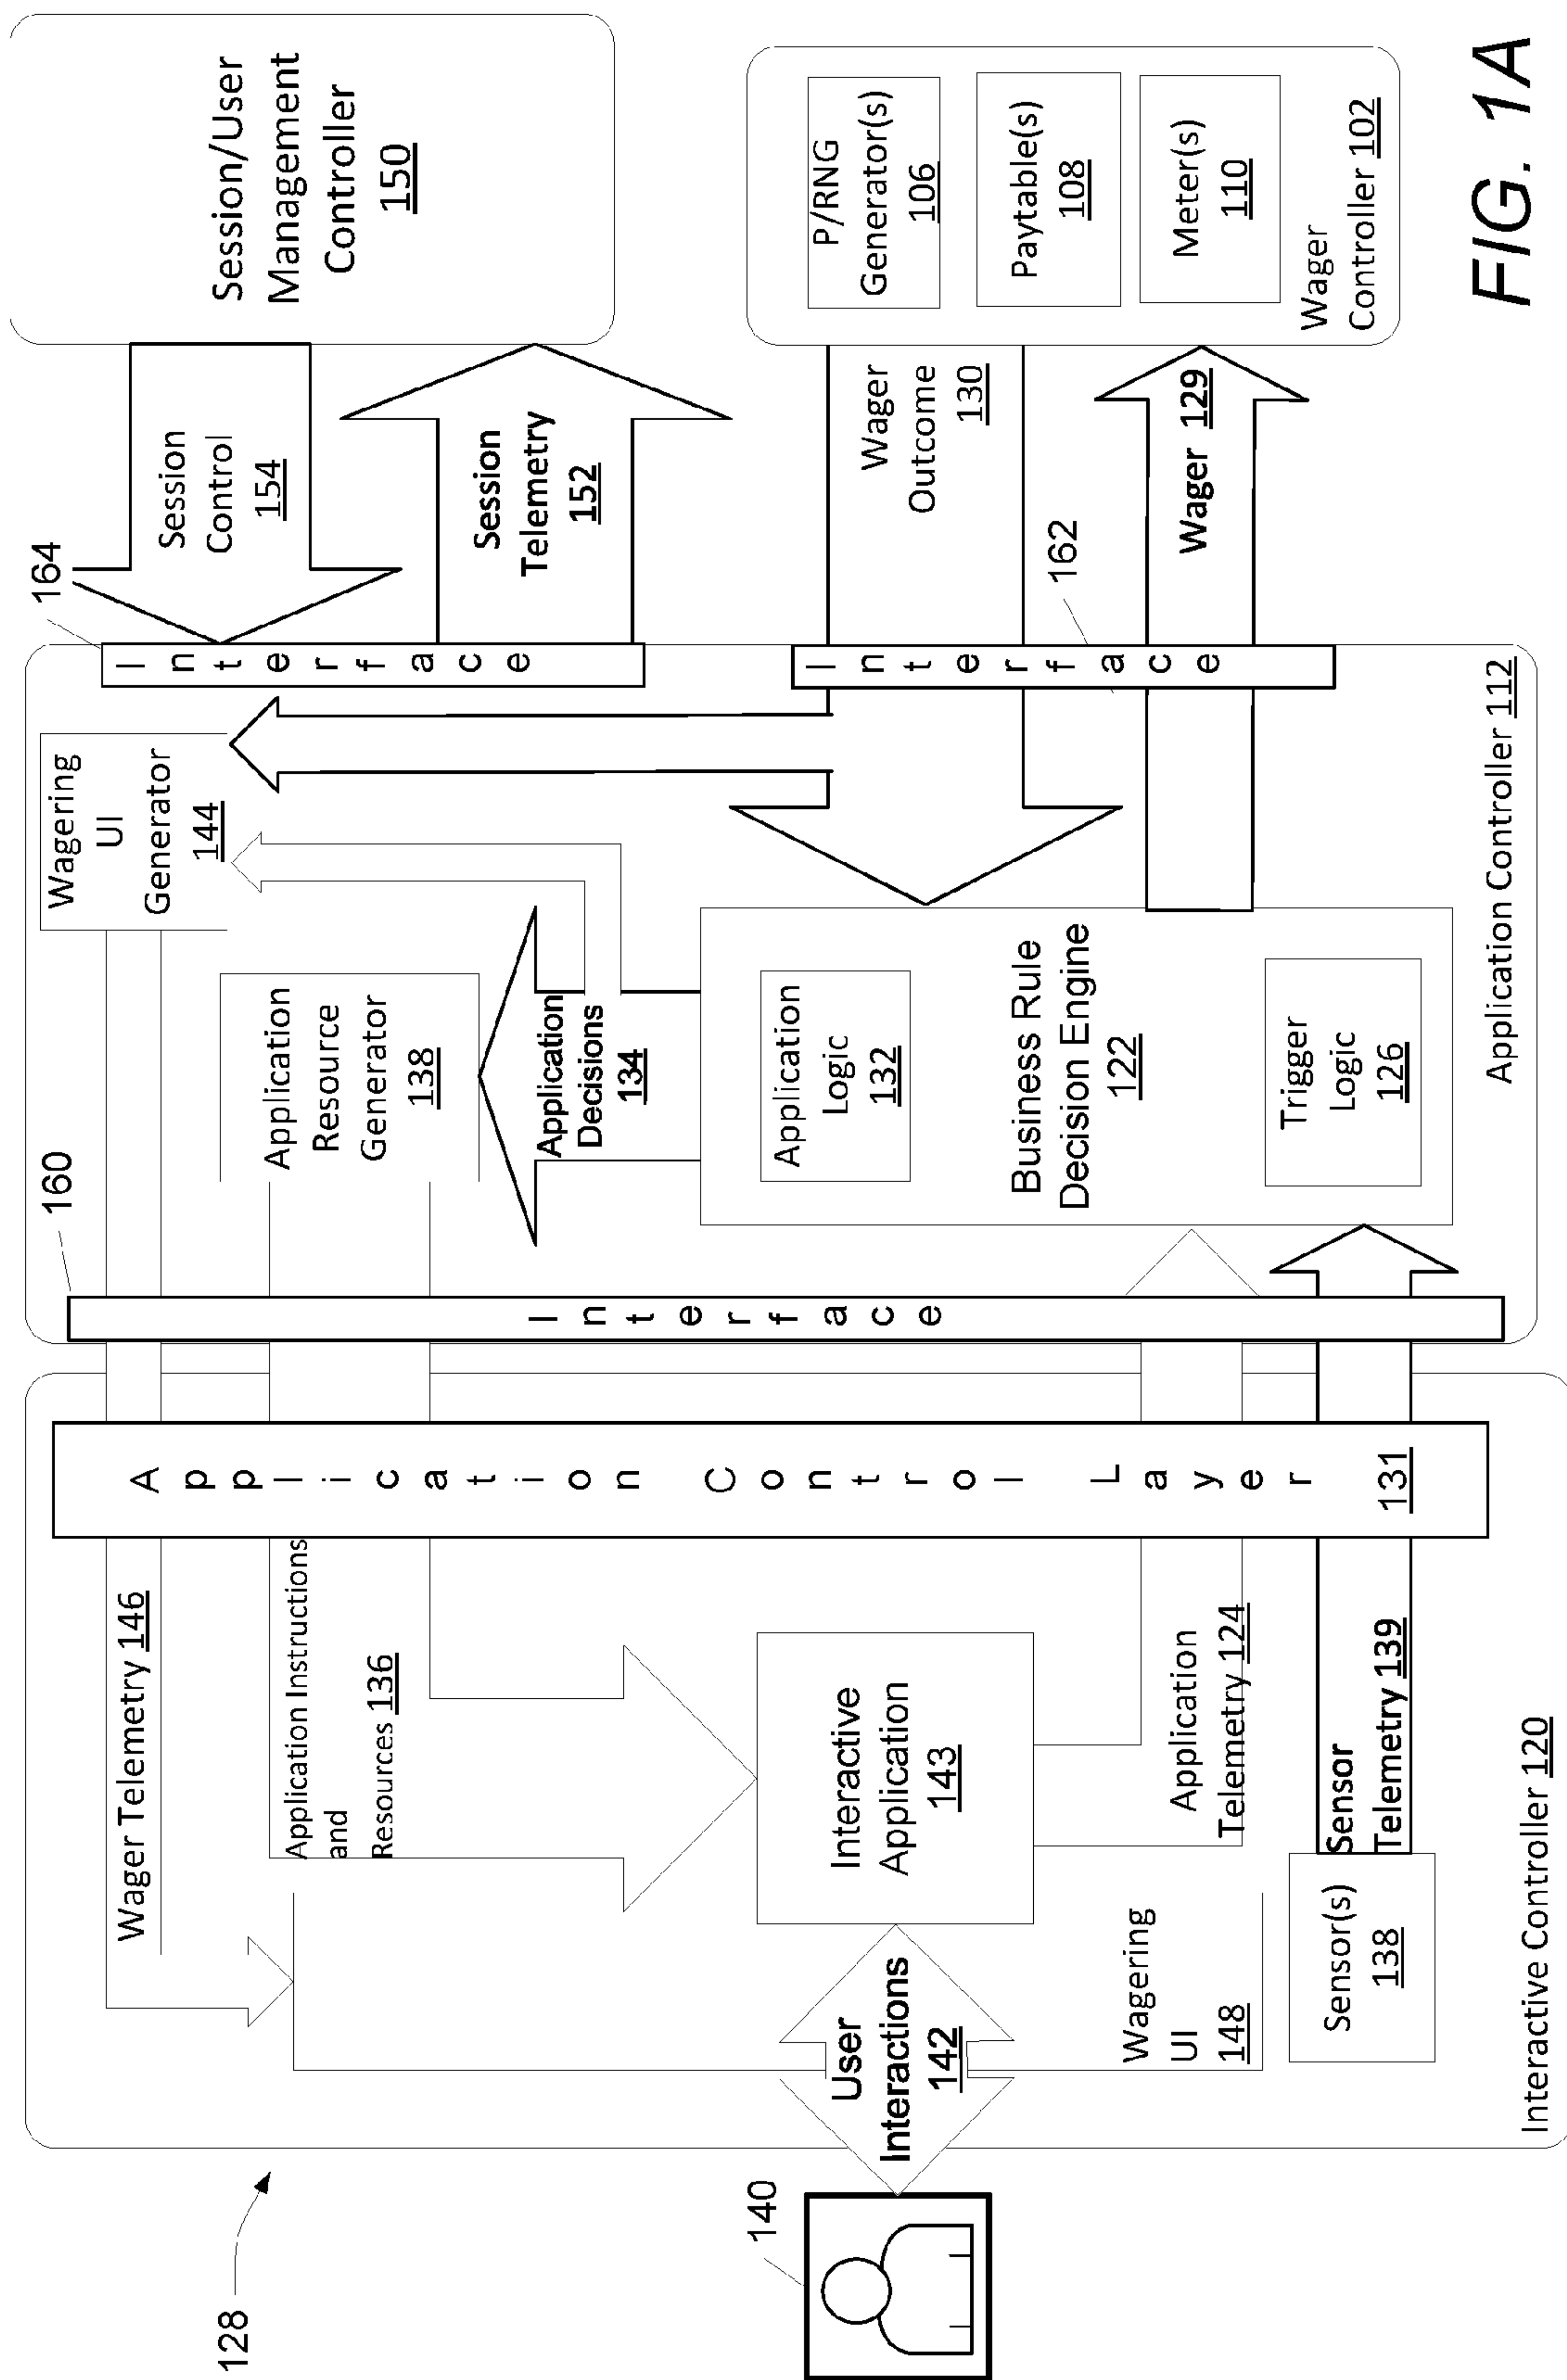 128
140
Wager Telemetry 146
Application Instructions
and
Resources 136
User
Interactions
142
Interactive
Application
143
Wagering
UI
148
Application
Telemetry 124
Sensor(s)
138
Sensor
Telemetry 139
Interactive Controller 120
Application Control Layer
131
160
Interface
Wagering
UI
Generator
144
Application
Resource
Generator
138
Application
Decisions
134
Application
Logic
132
Business Rule
Decision Engine
122
Trigger
Logic
126
Application Controller 112
164
Interface
Interface
162
Session
Control
154
Session
Telemetry
152
Wager
Outcome
130
Wager 129
Session/User
Management
Controller
150
P/RNG
Generator(s)
106
Paytable(s)
108
Meter(s)
110
Wager
Controller 102
FIG. 1A